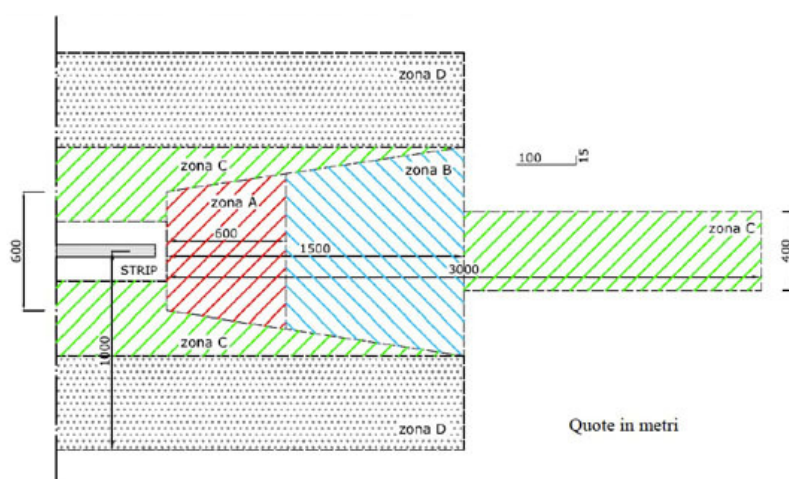 zona D
zona C
100
15
zona B
zona A
600
600
1500
zona C
400
STRIP
3000
1000
zona C
zona D
Quote in metri